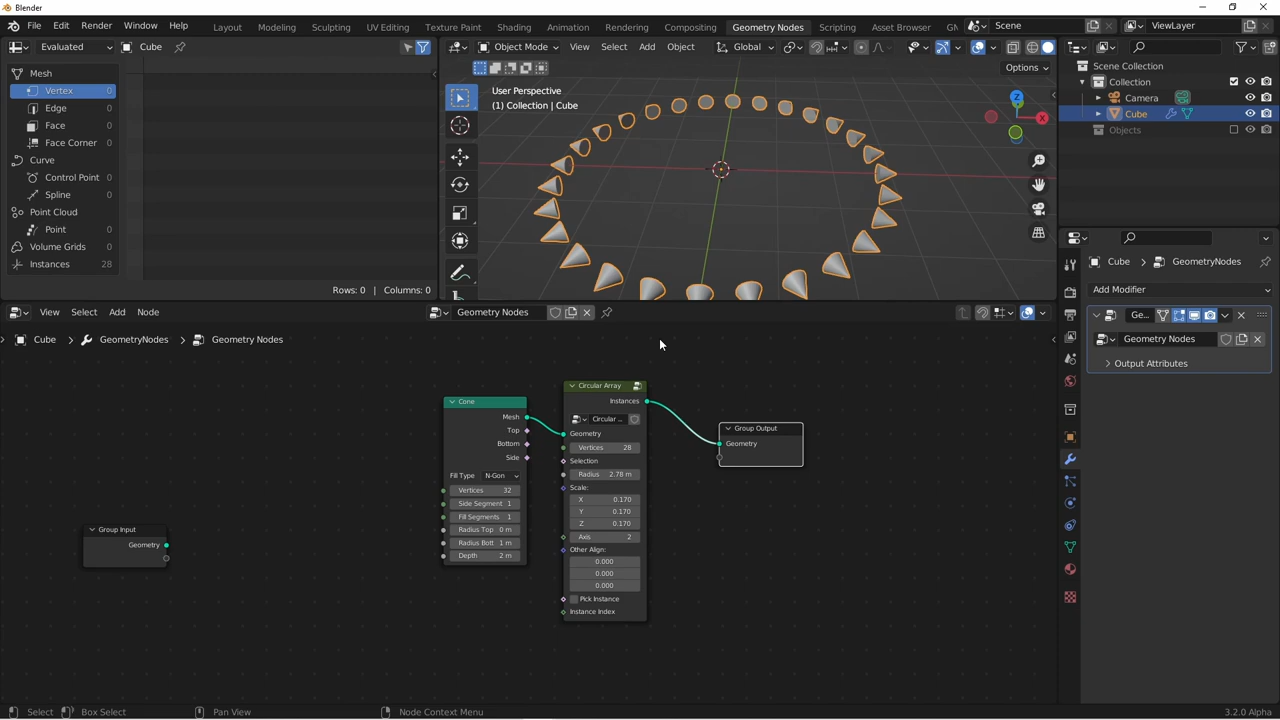 Blender
File Edit Render Window Help Layout Modeling Sculpting UV Editing Texture Paint Shading Animation Rendering Compositing Geometry Nodes Scripting Asset Browser Scene ViewLayer
Evaluated Cube
Object Mode View Select Add Object Global
Options
Mesh
Vertex 0
Edge 0
Face 0
Face Corner 0
Curve
Control Point 0
Spline 0
Point Cloud
Point 0
Volume Grids 0
Instances 28
Rows: 0 | Columns: 0
User Perspective
(1) Collection | Cube
Z
X
Scene Collection
Collection
Camera
Cube
Objects
View Select Add Node
Geometry Nodes
Cube GeometryNodes Geometry Nodes
Group Input
Geometry
Cone
Mesh
Top
Bottom
Side
Fill Type N-Gon
Vertices 32
Side Segment 1
Fill Segments 1
Radius Top 0 m
Radius Bott 1 m
Depth 2 m
Circular Array
Instances
Circular ...
Geometry
Vertices 28
Selection
Radius 2.78 m
Scale:
X 0.170
Y 0.170
Z 0.170
Axis 2
Other Align:
0.000
0.000
0.000
Pick Instance
Instance Index
Group Output
Geometry
Cube GeometryNodes
Add Modifier
Ge...
Geometry Nodes
Output Attributes
Select Box Select Pan View Node Context Menu 3.2.0 Alpha